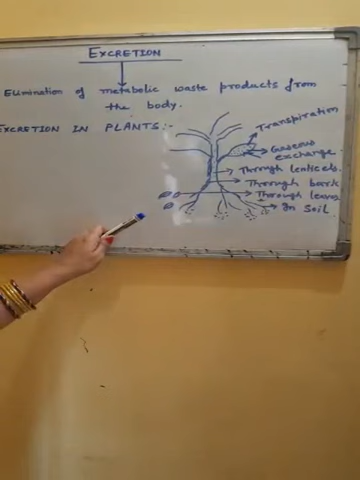 EXCRETION
Elimination of metabolic waste products from
the body.
EXCRETION IN PLANTS:-
Transpiration
Gaseous
exchange
Through lenticels.
Through bark
Through leaves
In soil